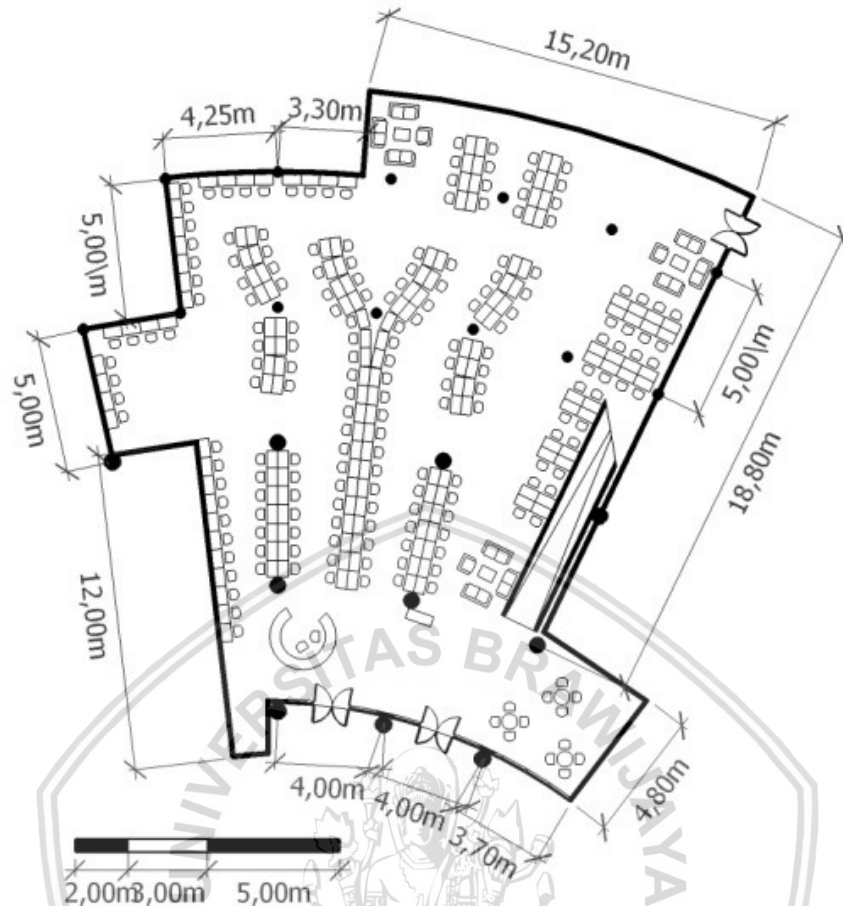 15,20m
4,25m
3,30m
5,00\m
5,00m
5,00\m
18,80m
12,00m
UNIVERSITAS BRAWIJAYA
4,00m
4,00m
3,70m
4,80m
2,00m
3,00m
5,00m